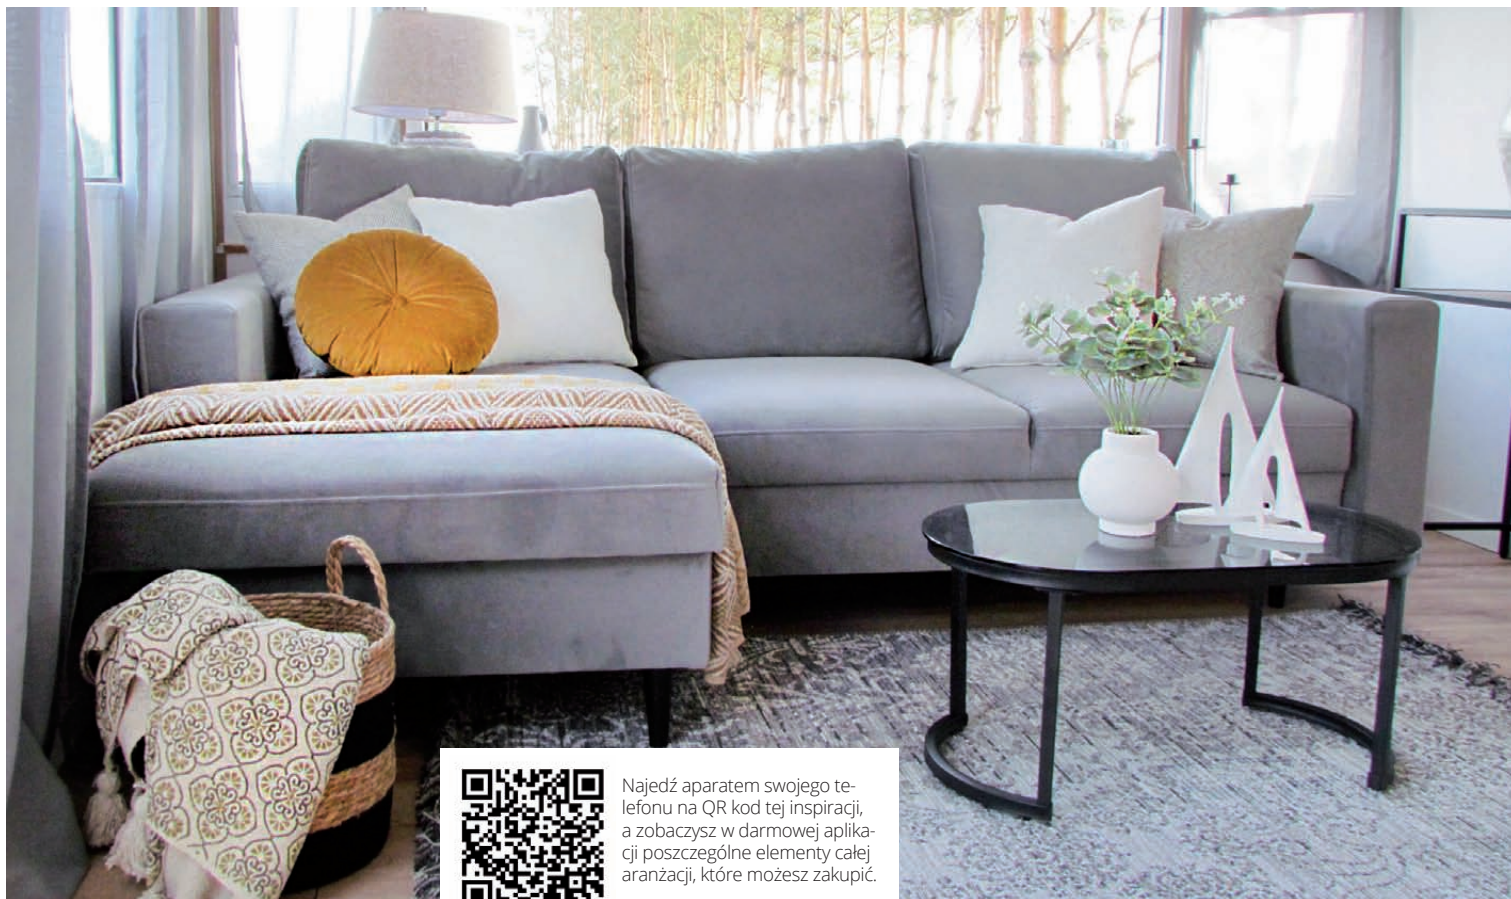 Najedź aparatem swojego te-
lefonu na QR kod tej inspiracji,
a zobaczysz w darmowej aplika-
cji poszczególne elementy całej
aranżacji, które możesz zakupić.